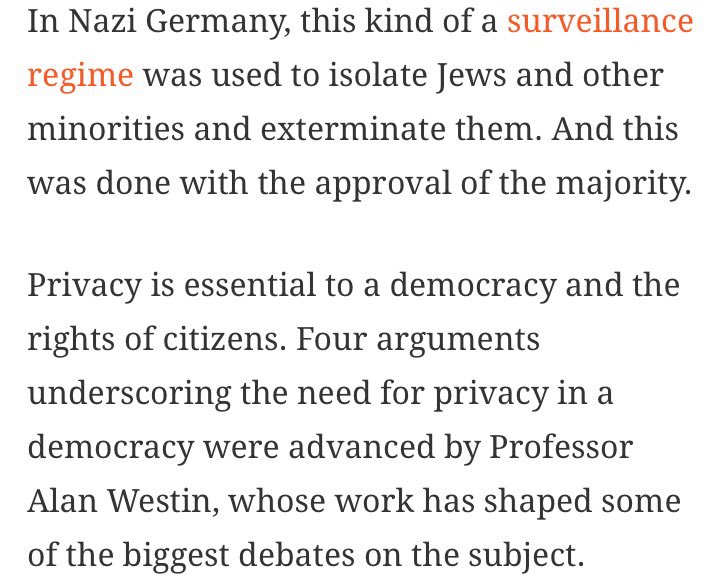 In Nazi Germany, this kind of a surveillance
regime was used to isolate Jews and other
minorities and exterminate them. And this
was done with the approval of the majority.
Privacy is essential to a democracy and the
rights of citizens. Four arguments
underscoring the need for privacy in a
democracy were advanced by Professor
Alan Westin, whose work has shaped some
of the biggest debates on the subject.